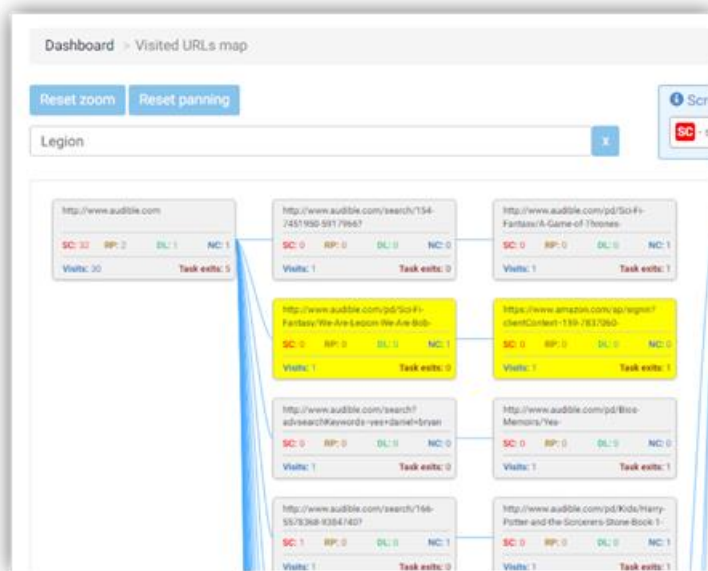 Dashboard > Visited URLs map
Reset zoom Reset panning
Scr
Legion
x
SC - s
http://www.audible.com
SC: 32 RP: 2 DL: 1 NC: 1
Visits: 30 Task exits: 5
http://www.audible.com/search/154-
7451950-5917966?
SC: 0 RP: 0 DL: 0 NC: 0
Visits: 1 Task exits: 0
http://www.audible.com/pd/Sci-Fi-
Fantasy/A-Game-of-Thrones-
SC: 0 RP: 0 DL: 0 NC: 1
Visits: 1 Task exits: 1
http://www.audible.com/pd/Sci-Fi-
Fantasy/We-Are-Legion-We-Are-Bob-
SC: 0 RP: 0 DL: 0 NC: 1
Visits: 1 Task exits: 0
https://www.amazon.com/ap/signin?
clientContext=159-7837060-
SC: 0 RP: 0 DL: 0 NC: 0
Visits: 1 Task exits: 1
http://www.audible.com/search?
advsearchKeywords=yes+daniel+bryan
SC: 0 RP: 0 DL: 0 NC: 0
Visits: 1 Task exits: 0
http://www.audible.com/pd/Bios-
Memoirs/Yes-
SC: 0 RP: 0 DL: 0 NC: 0
Visits: 1 Task exits: 1
http://www.audible.com/search/166-
5578368-9384740?
SC: 1 RP: 0 DL: 0 NC: 1
Visits: 1 Task exits: 0
http://www.audible.com/pd/Kids/Harry-
Potter-and-the-Sorcerers-Stone-Book-1-
SC: 0 RP: 0 DL: 0 NC: 1
Visits: 1 Task exits: 1